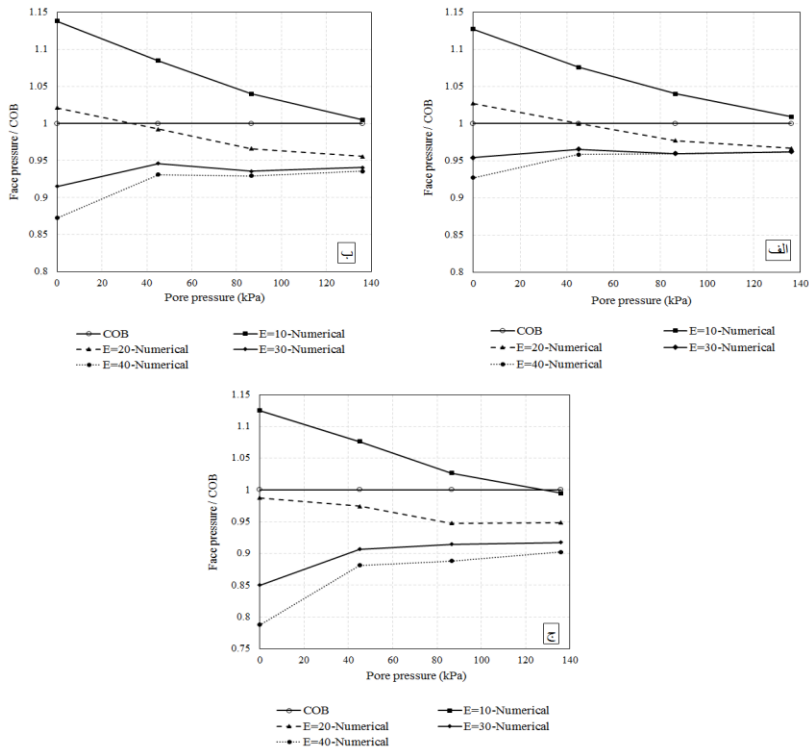 1.15
1.1
1.05
1
0.95
0.9
0.85
0.8
Face pressure / COB
0 20 40 60 80 100 120 140
Pore pressure (kPa)
ب
COB E=10-Numerical
E=20-Numerical E=30-Numerical
E=40-Numerical
1.15
1.1
1.05
1
0.95
0.9
0.85
0.8
Face pressure / COB
0 20 40 60 80 100 120 140
Pore pressure (kPa)
الف
COB E=10-Numerical
E=20-Numerical E=30-Numerical
E=40-Numerical
1.15
1.1
1.05
1
0.95
0.9
0.85
0.8
0.75
Face pressure / COB
0 20 40 60 80 100 120 140
Pore pressure (kPa)
ج
COB E=10-Numerical
E=20-Numerical E=30-Numerical
E=40-Numerical